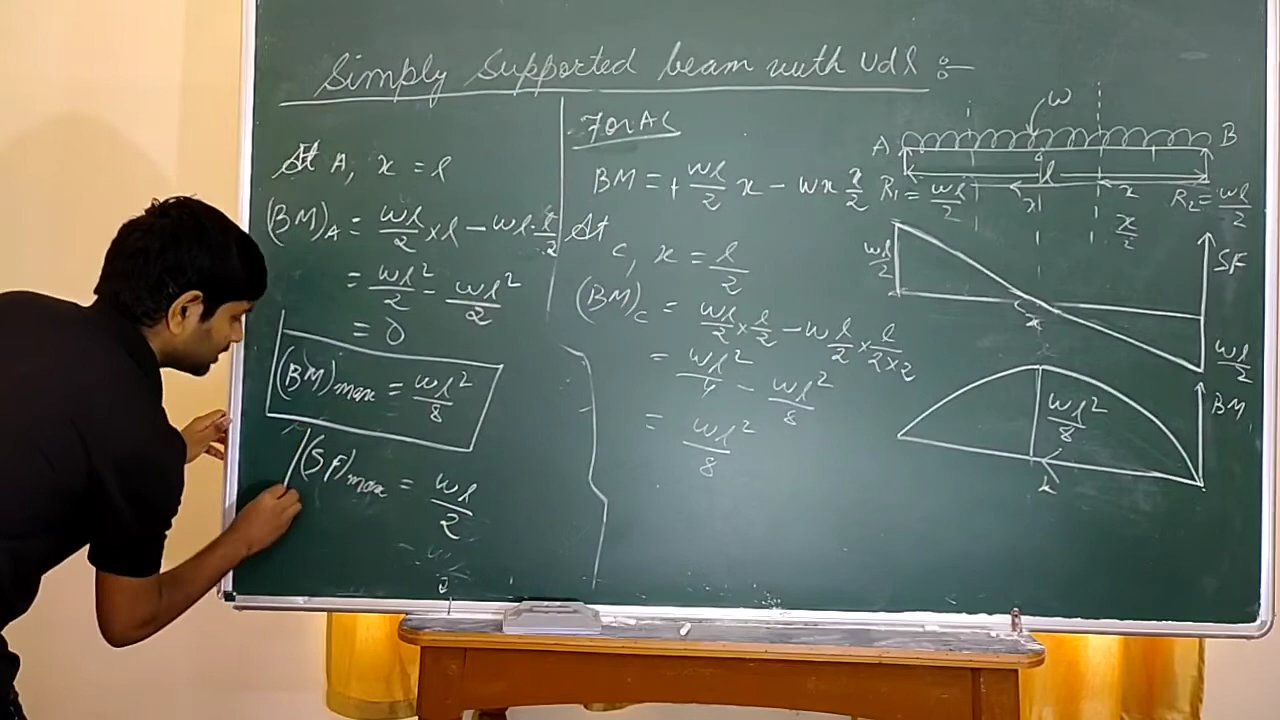 Simply Supported beam with Udl :-
At A, x = l
(BM)A = wl/2 × l - wl · l/2
= wl²/2 - wl²/2
= 0
(BM)max = wl²/8
(SF)max = wl/2
For AC
BM = + wl/2 x - wx x/2
At C, x = l/2
(BM)c = wl/2 × l/2 - w l/2 × l/2×2
= wl²/4 - wl²/8
= wl²/8
w
A B
l
R1 = wl/2 x x R2 = wl/2
x/2
wl/2 SF
x
wl/2
wl²/8 BM
x